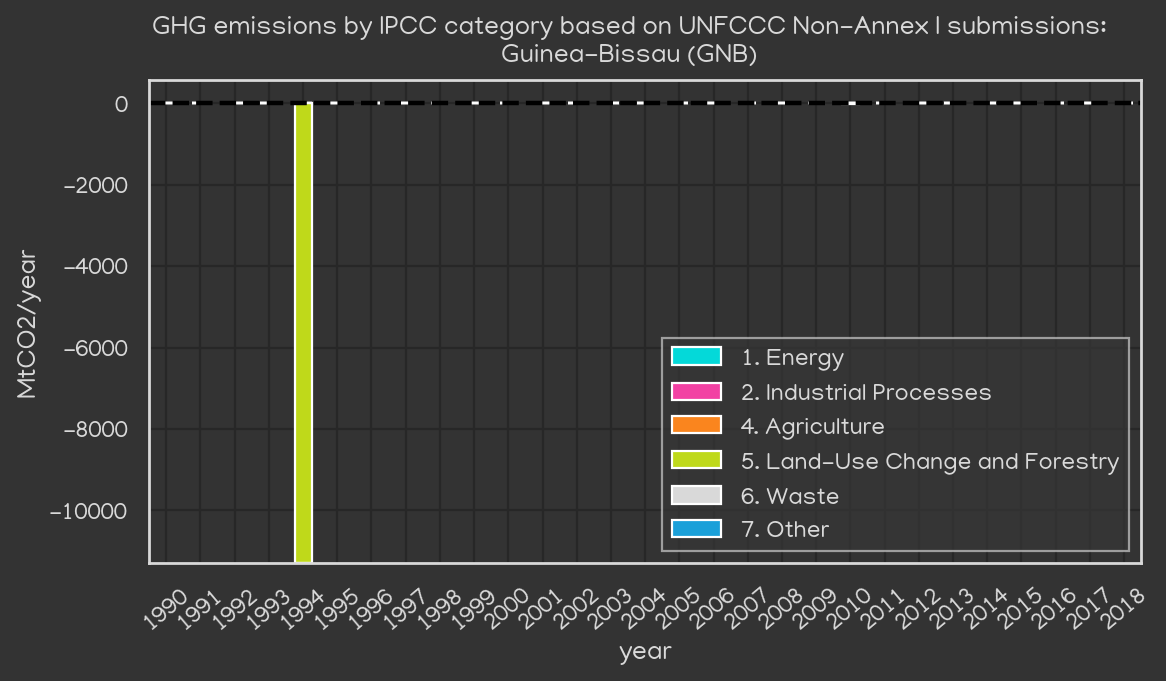 GHG emissions by IPCC category based on UNFCCC Non–Annex I submissions:
Guinea–Bissau (GNB)
MtCO2/year
0
−2000
−4000
−6000
−8000
−10000
1. Energy
2. Industrial Processes
4. Agriculture
5. Land–Use Change and Forestry
6. Waste
7. Other
1990 1991 1992 1993 1994 1995 1996 1997 1998 1999 2000 2001 2002 2003 2004 2005 2006 2007 2008 2009 2010 2011 2012 2013 2014 2015 2016 2017 2018
year